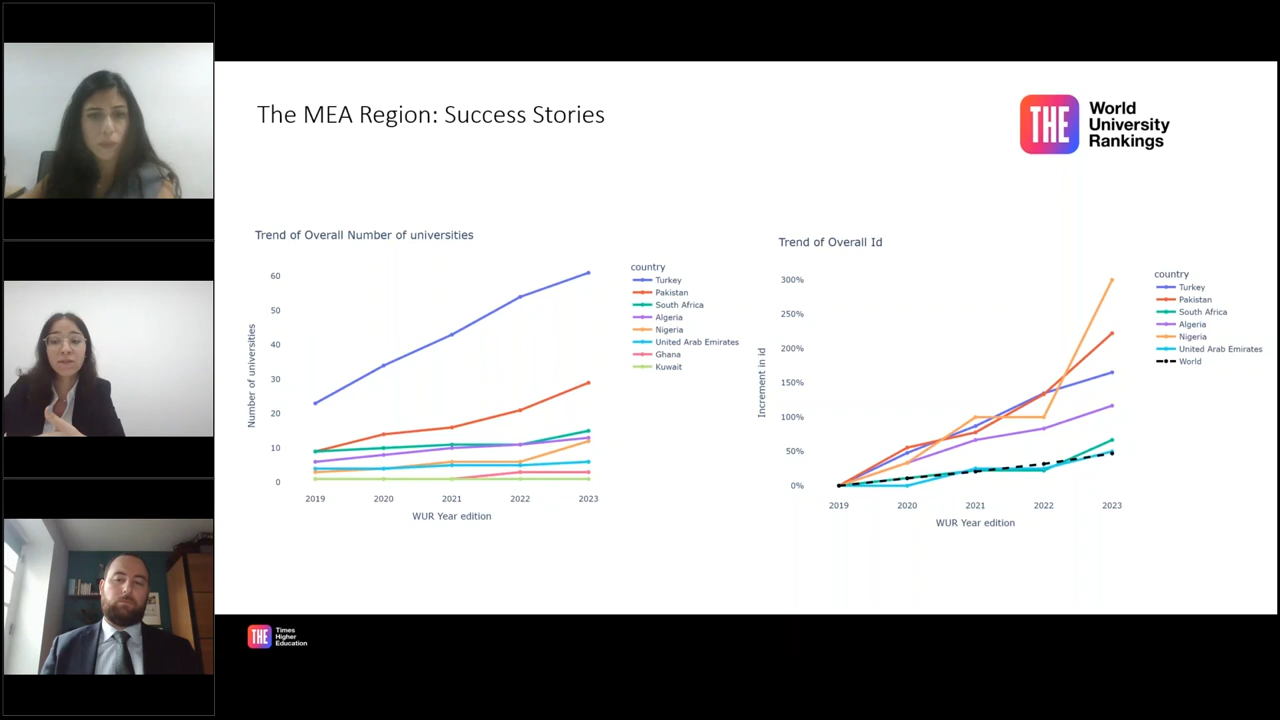 The MEA Region: Success Stories
THE
World
University
Rankings
Trend of Overall Number of universities
Number of universities
60
50
40
30
20
10
0
2019 2020 2021 2022 2023
WUR Year edition
country
Turkey
Pakistan
South Africa
Algeria
Nigeria
United Arab Emirates
Ghana
Kuwait
Trend of Overall Id
Increment in id
300%
250%
200%
150%
100%
50%
0%
2019 2020 2021 2022 2023
WUR Year edition
country
Turkey
Pakistan
South Africa
Algeria
Nigeria
United Arab Emirates
World
THE
Times
Higher
Education